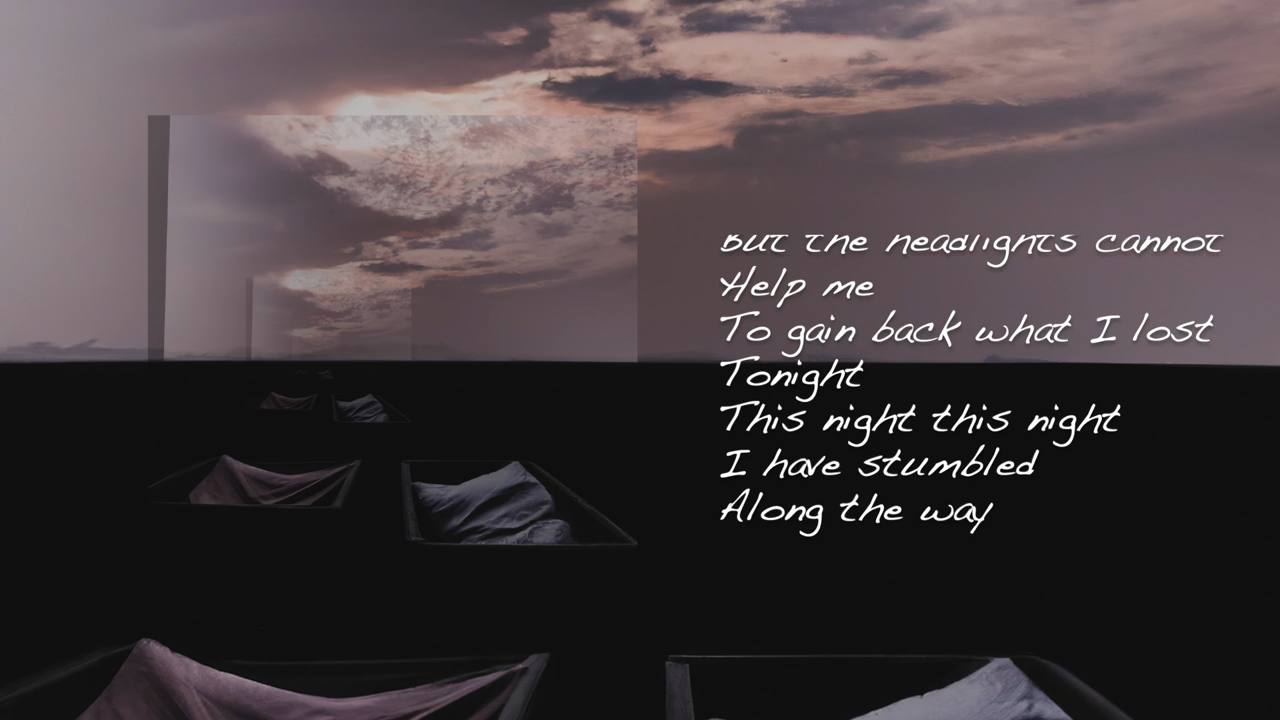 But the headlights cannot
Help me
To gain back what I lost
Tonight
This night this night
I have stumbled
Along the way